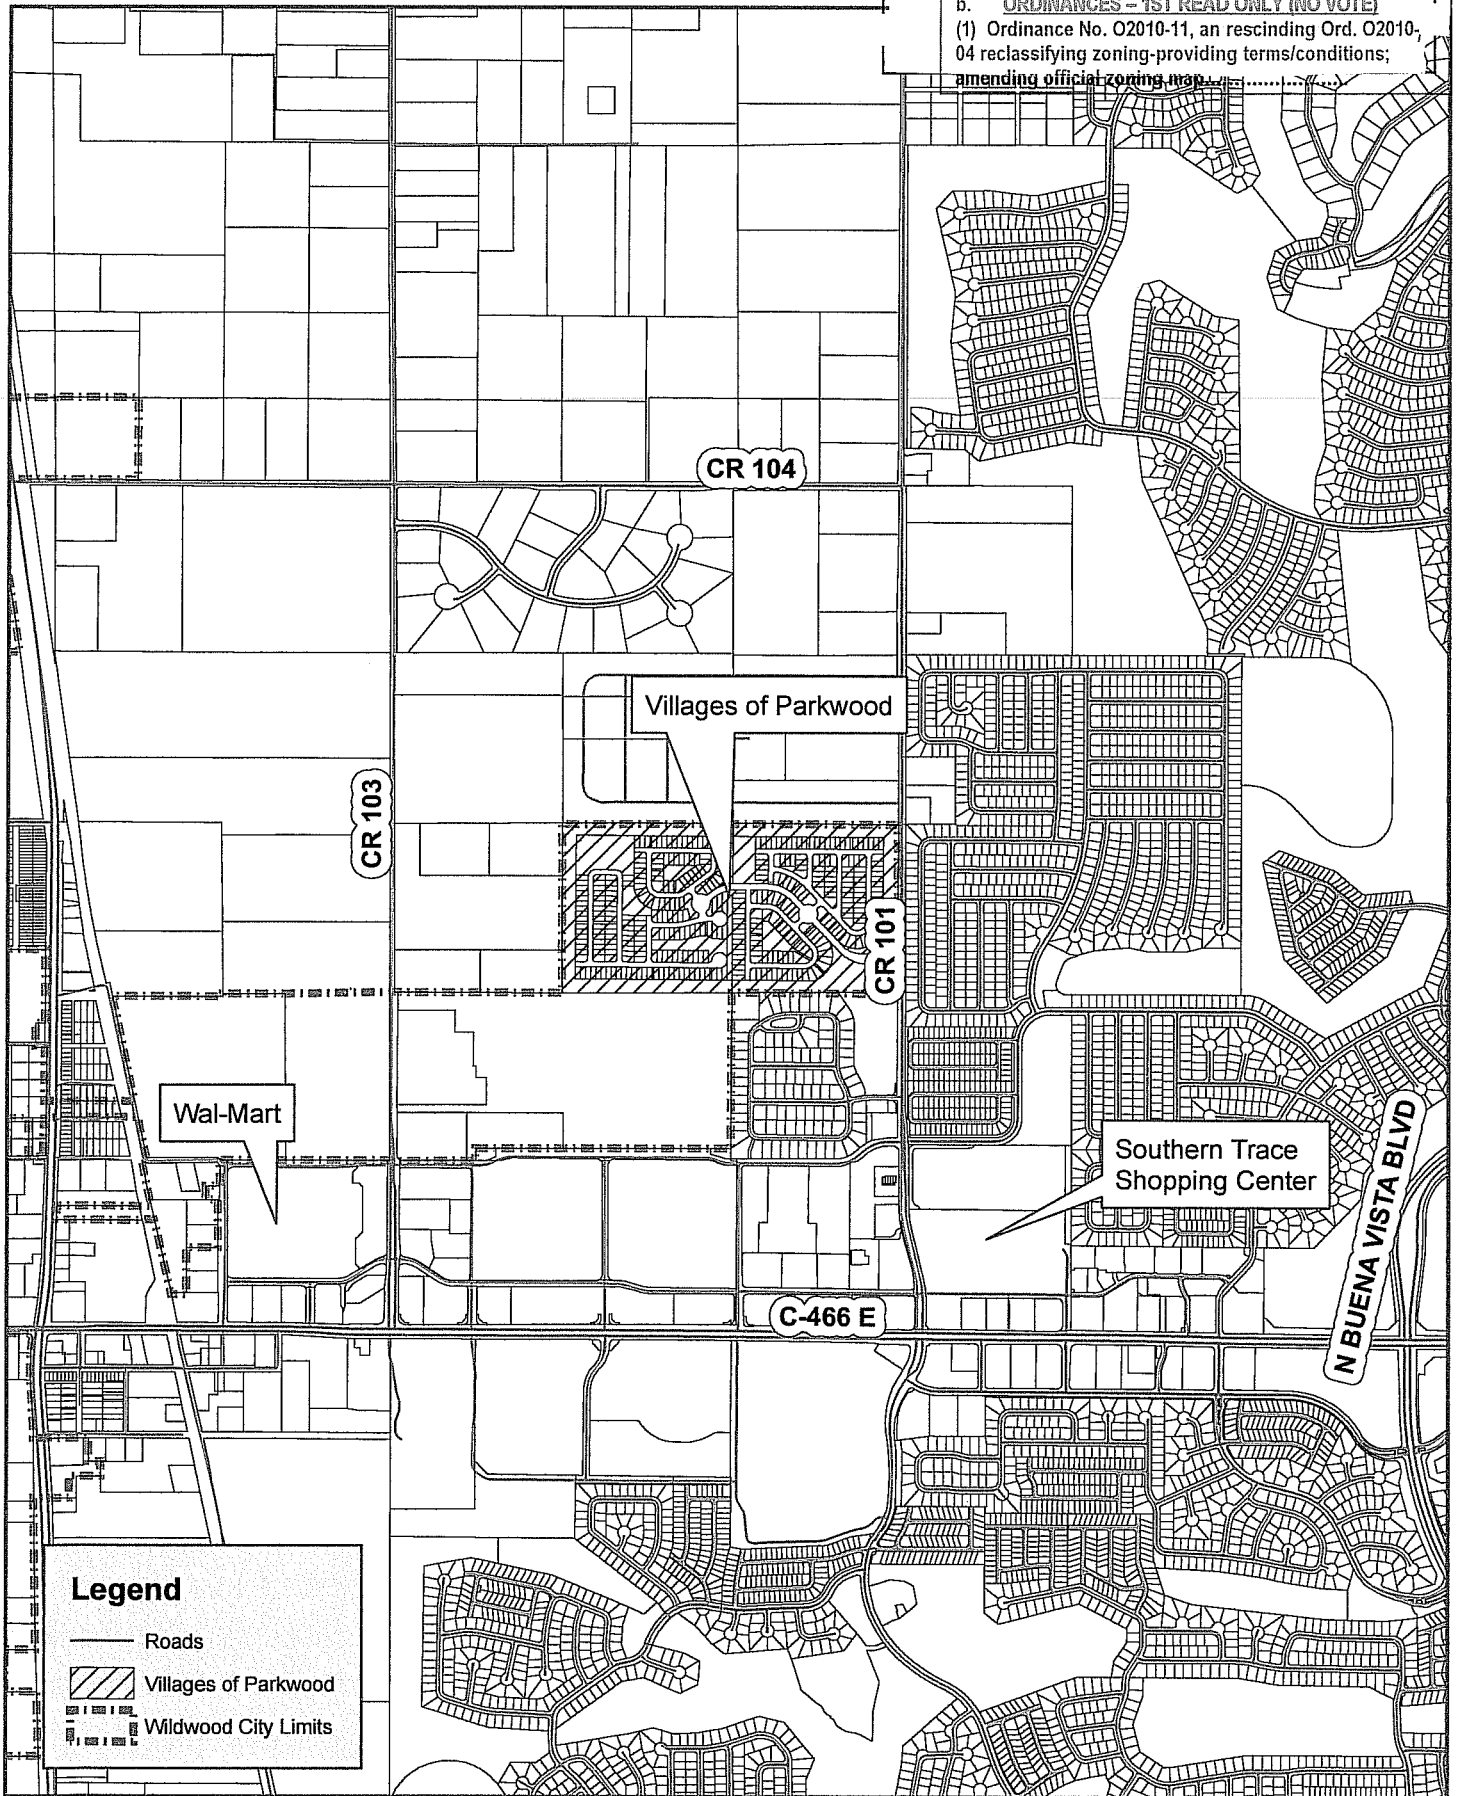 b. ORDINANCES – 1ST READ ONLY (NO VOTE)
(1) Ordinance No. O2010-11, an rescinding Ord. O2010-
04 reclassifying zoning-providing terms/conditions;
amending official zoning map
CR 104
Villages of Parkwood
CR 103
CR 101
Wal-Mart
Southern Trace
Shopping Center
N BUENA VISTA BLVD
C-466 E
Legend
Roads
Villages of Parkwood
Wildwood City Limits